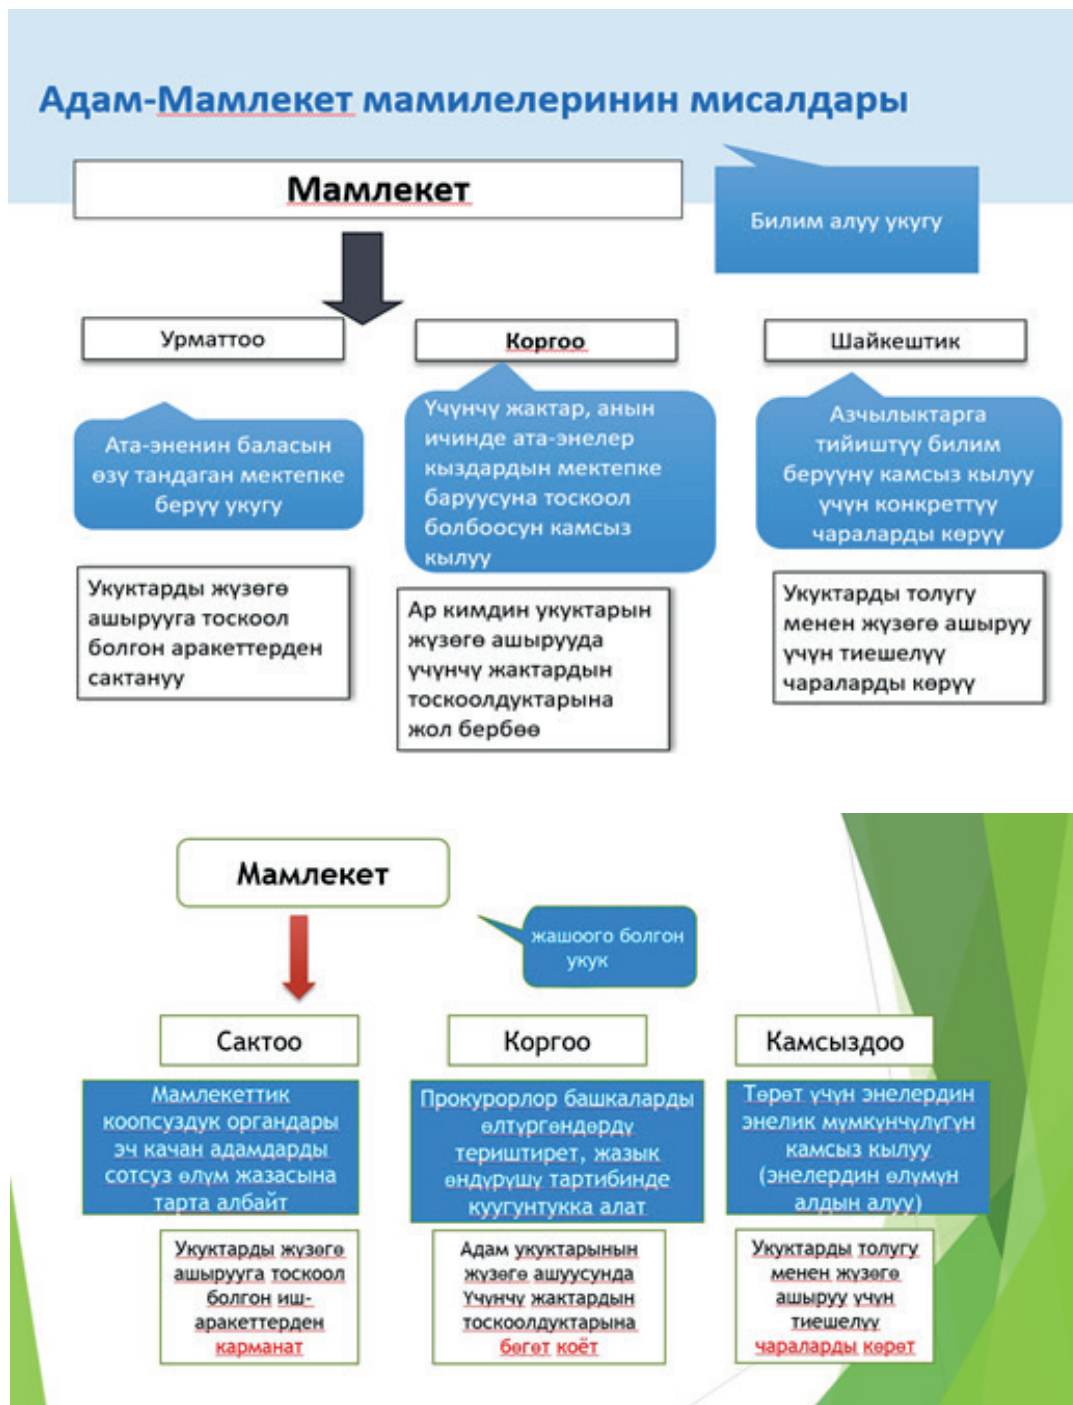 Адам-Мамлекет мамилелеринин мисалдары
Мамлекет
Билим алуу укугу
Урматтоо
Коргоо
Шайкештик
Ата-эненин баласын
өзү тандаган мектепке
берүү укугу
Үчүнчү жактар, анын
ичинде ата-энелер
кыздардын мектепке
баруусуна тоскоол
болбоосун камсыз
кылуу
Азчылыктарга
тийиштүү билим
берүүнү камсыз кылуу
үчүн конкреттүү
чараларды көрүү
Укуктарды жүзөгө
ашырууга тоскоол
болгон аракеттерден
сактануу
Ар кимдин укуктарын
жүзөгө ашырууда
үчүнчү жактардын
тоскоолдуктарына
жол бербөө
Укуктарды толугу
менен жүзөгө ашыруу
үчүн тиешелүү
чараларды көрүү
Мамлекет
жашоого болгон
укук
Сактоо
Коргоо
Камсыздоо
Мамлекеттик
коопсуздук органдары
эч качан адамдарды
сотсуз өлүм жазасына
тарта албайт
Прокурорлор башкаларды
өлтүргөндөрдү
териштирет, жазык
өндүрүшү тартибинде
куугунтукка алат
Төрөт үчүн энелердин
энелик мүмкүнчүлүгүн
камсыз кылуу
(энелердин өлүмүн
алдын алуу)
Укуктарды жүзөгө
ашырууга тоскоол
болгон иш-
аракеттерден
карманат
Адам укуктарынын
жүзөгө ашуусунда
Үчүнчү жактардын
тоскоолдуктарына
бөгөт коёт
Укуктарды толугу
менен жүзөгө
ашыруу үчүн
тиешелүү
чараларды көрөт